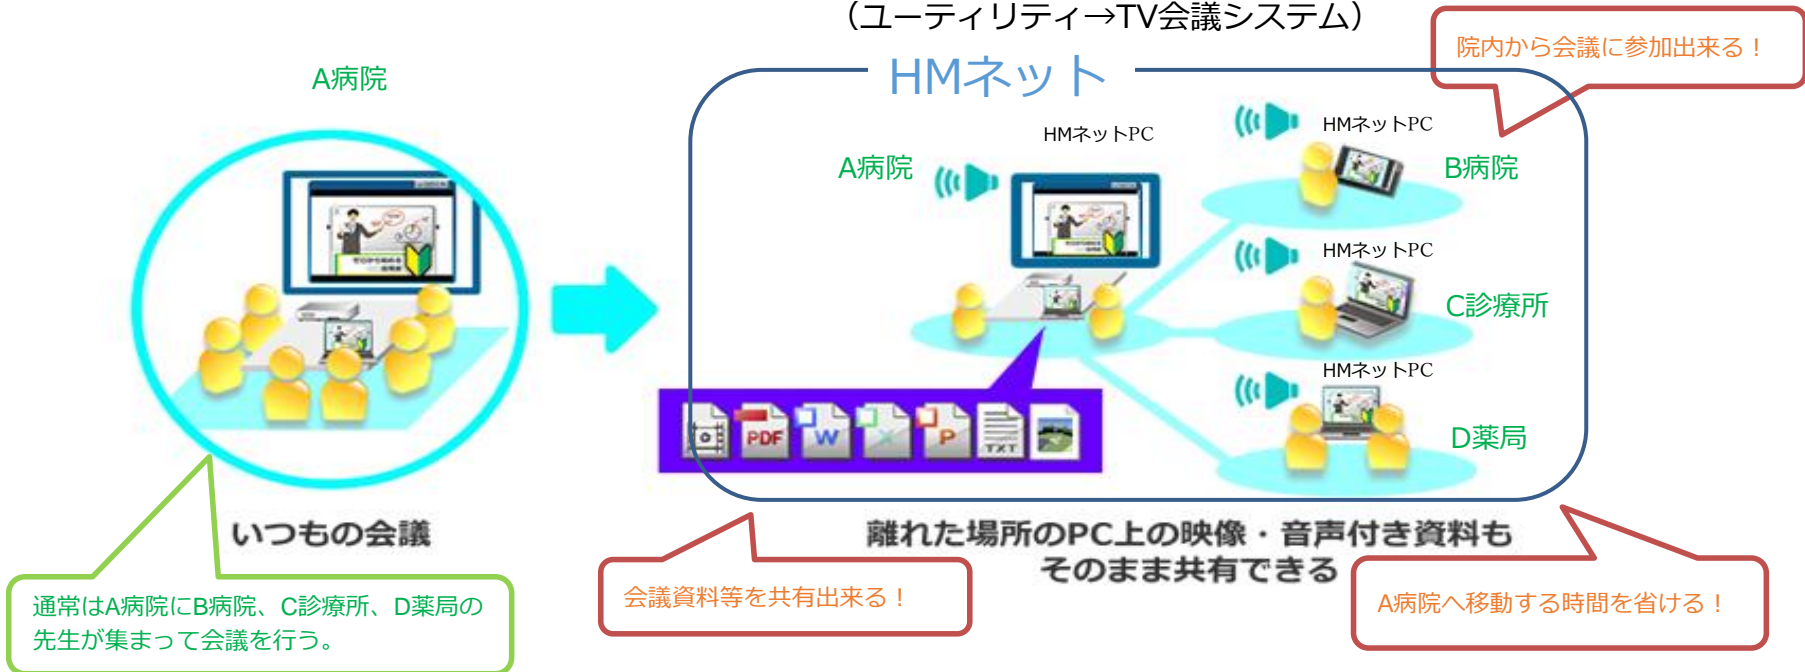 （ユーティリティ→TV会議システム）
HMネット
院内から会議に参加出来る！
A病院
A病院
HMネットPC
HMネットPC
B病院
HMネットPC
C診療所
HMネットPC
D薬局
PDF
W
X
P
TXT
いつもの会議
離れた場所のPC上の映像・音声付き資料も
そのまま共有できる
通常はA病院にB病院、C診療所、D薬局の
先生が集まって会議を行う。
会議資料等を共有出来る！
A病院へ移動する時間を省ける！